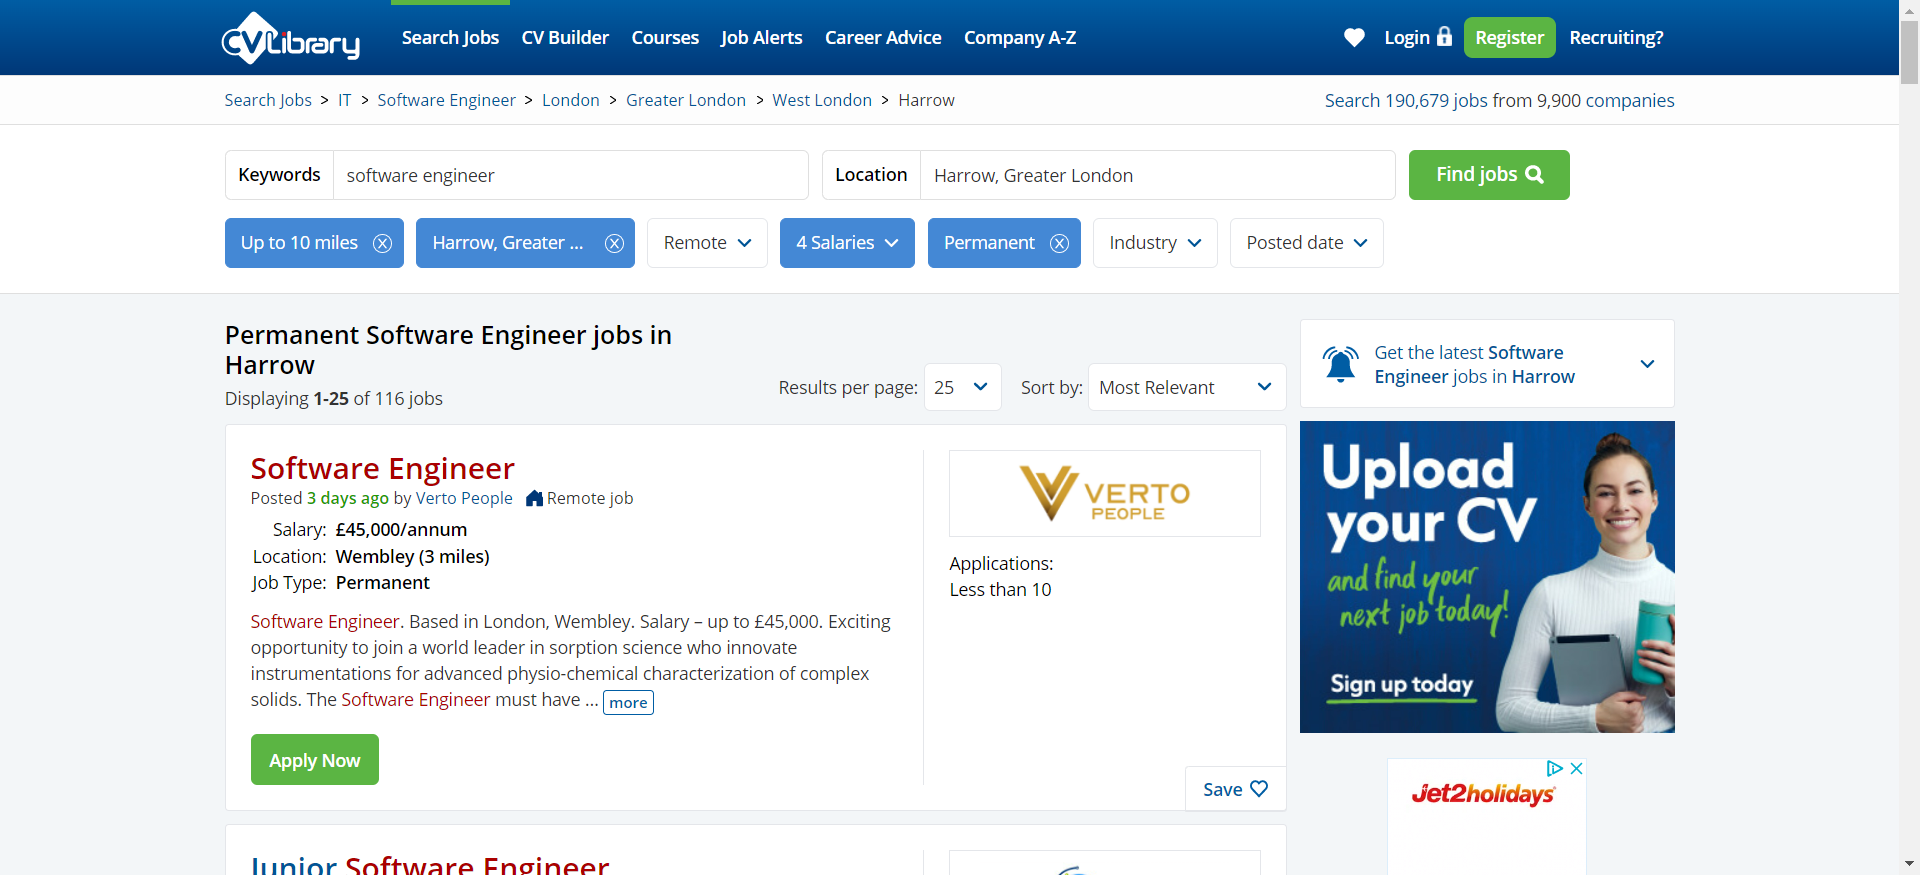 CVLibrary
Search Jobs CV Builder Courses Job Alerts Career Advice Company A-Z Login Register Recruiting?
Search Jobs > IT > Software Engineer > London > Greater London > West London > Harrow
Search 190,679 jobs from 9,900 companies
Keywords software engineer Location Harrow, Greater London Find jobs
Up to 10 miles Harrow, Greater ... Remote 4 Salaries Permanent Industry Posted date
Permanent Software Engineer jobs in
Harrow
Displaying 1-25 of 116 jobs
Results per page: 25 Sort by: Most Relevant
Software Engineer
Posted 3 days ago by Verto People Remote job
Salary: £45,000/annum
Location: Wembley (3 miles)
Job Type: Permanent
Software Engineer. Based in London, Wembley. Salary – up to £45,000. Exciting
opportunity to join a world leader in sorption science who innovate
instrumentations for advanced physio-chemical characterization of complex
solids. The Software Engineer must have ... more
Apply Now
VERTO
PEOPLE
Applications:
Less than 10
Save
Junior Software Engineer
Get the latest Software
Engineer jobs in Harrow
Upload
your CV
and find your
next job today!
Sign up today
Jet2holidays